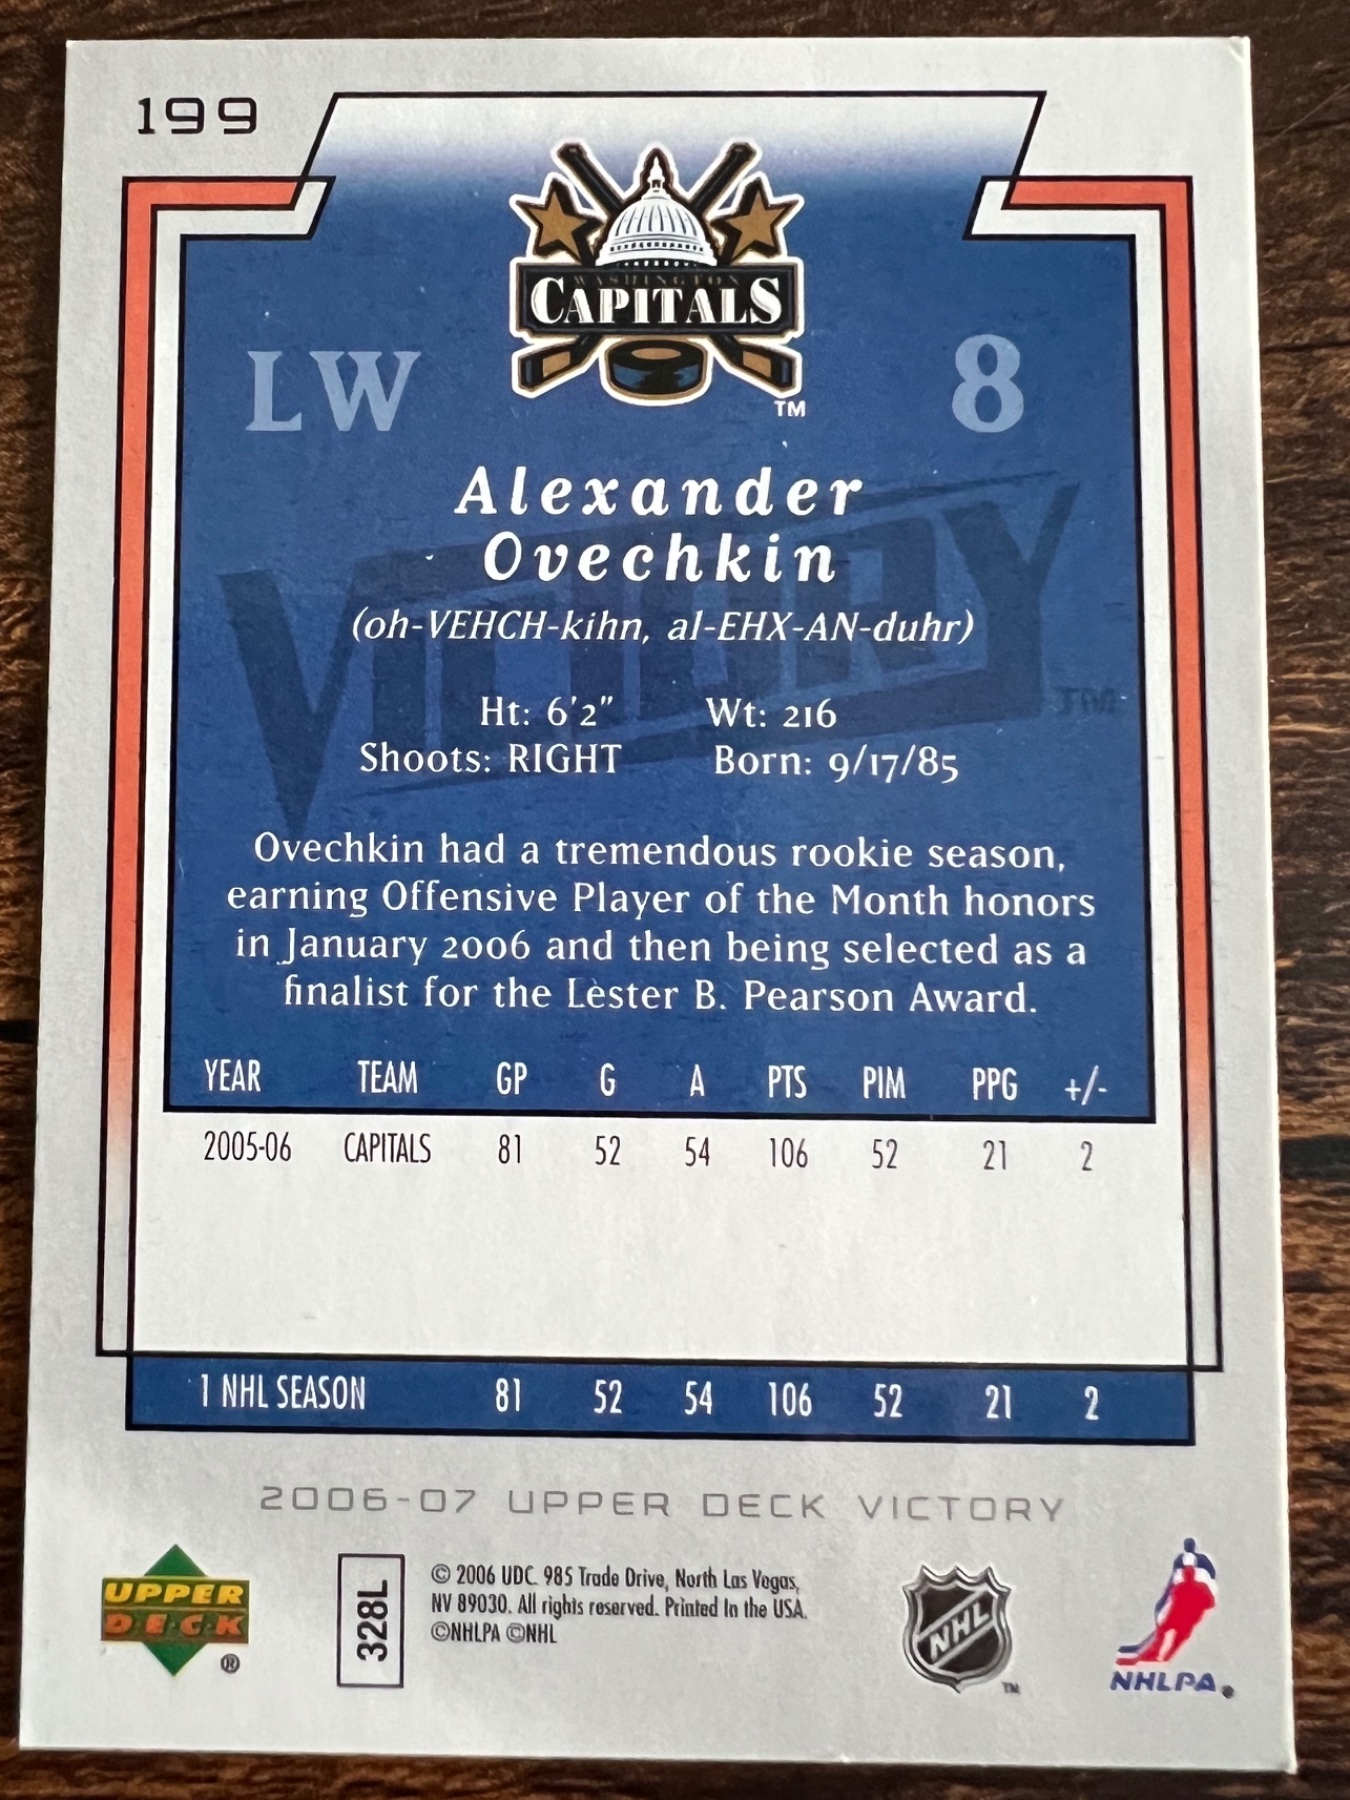 199
WASHINGTON
CAPITALS
TM
LW 8
Alexander
Ovechkin
VICTORY TM
(oh-VEHCH-kihn, al-EHX-AN-duhr)
Ht: 6'2" Wt: 216
Shoots: RIGHT Born: 9/17/85
Ovechkin had a tremendous rookie season,
earning Offensive Player of the Month honors
in January 2006 and then being selected as a
finalist for the Lester B. Pearson Award.
YEAR TEAM GP G A PTS PIM PPG +/-
2005-06 CAPITALS 81 52 54 106 52 21 2
1 NHL SEASON 81 52 54 106 52 21 2
2006-07 UPPER DECK VICTORY
UPPER
DECK
®
328L
© 2006 UDC. 985 Trade Drive, North Las Vegas,
NV 89030. All rights reserved. Printed In the USA.
©NHLPA ©NHL
NHL
TM
NHLPA®